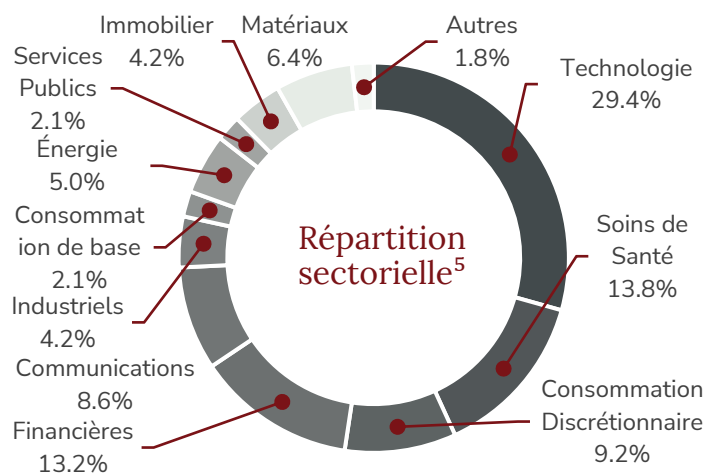 Immobilier
4.2%
Matériaux
6.4%
Autres
1.8%
Services
Publics
2.1%
Technologie
29.4%
Énergie
5.0%
Consommat
ion de base
2.1%
Répartition
sectorielle⁵
Soins de
Santé
13.8%
Industriels
4.2%
Communications
8.6%
Consommation
Discrétionnaire
9.2%
Financières
13.2%